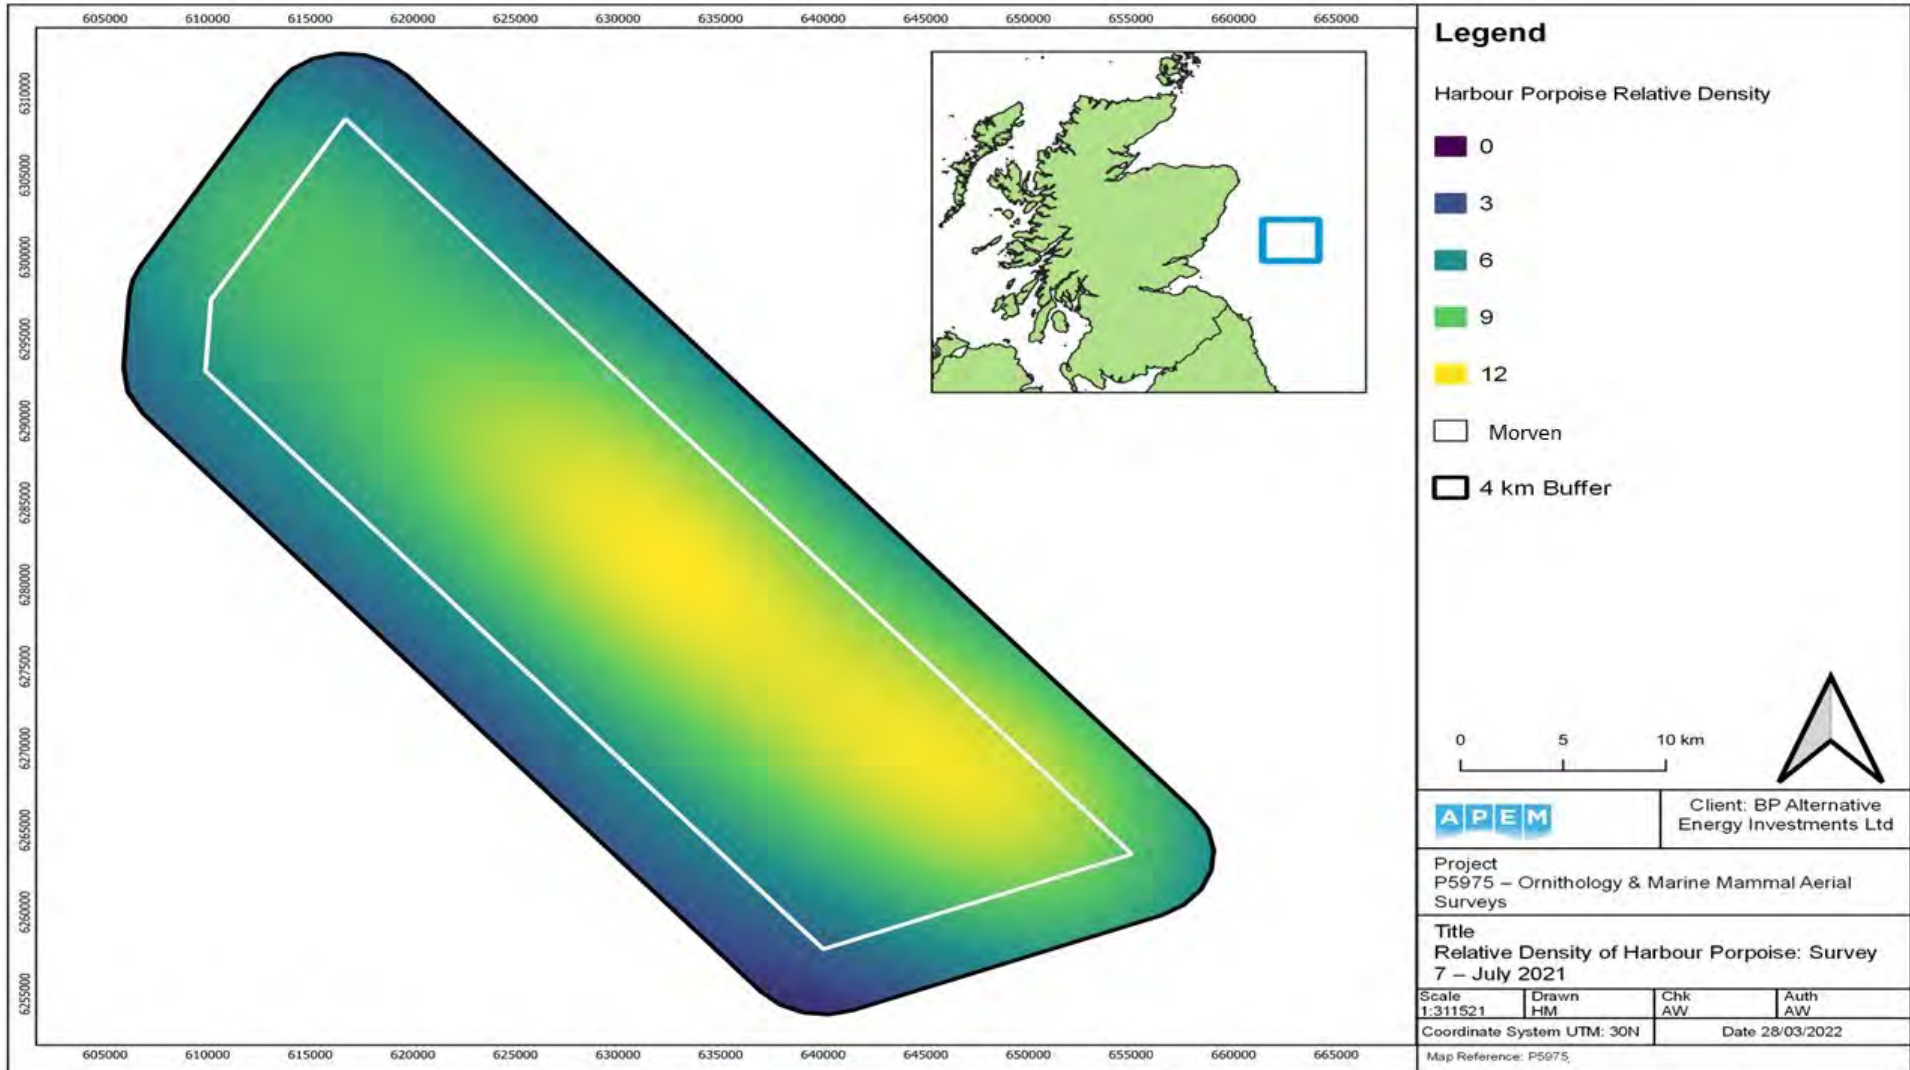 605000 610000 615000 620000 625000 630000 635000 640000 645000 650000 655000 660000 665000
6310000
6305000
6300000
6295000
6290000
6285000
6280000
6275000
6270000
6265000
6260000
6255000
605000 610000 615000 620000 625000 630000 635000 640000 645000 650000 655000 660000 665000
Legend
Harbour Porpoise Relative Density
0
3
6
9
12
Morven
4 km Buffer
0 5 10 km
APEM
Client: BP Alternative
Energy Investments Ltd
Project
P5975 – Ornithology & Marine Mammal Aerial
Surveys
Title
Relative Density of Harbour Porpoise: Survey
7 – July 2021
Scale Drawn Chk Auth
1:311521 HM AW AW
Coordinate System UTM: 30N Date 28/03/2022
Map Reference: P5975